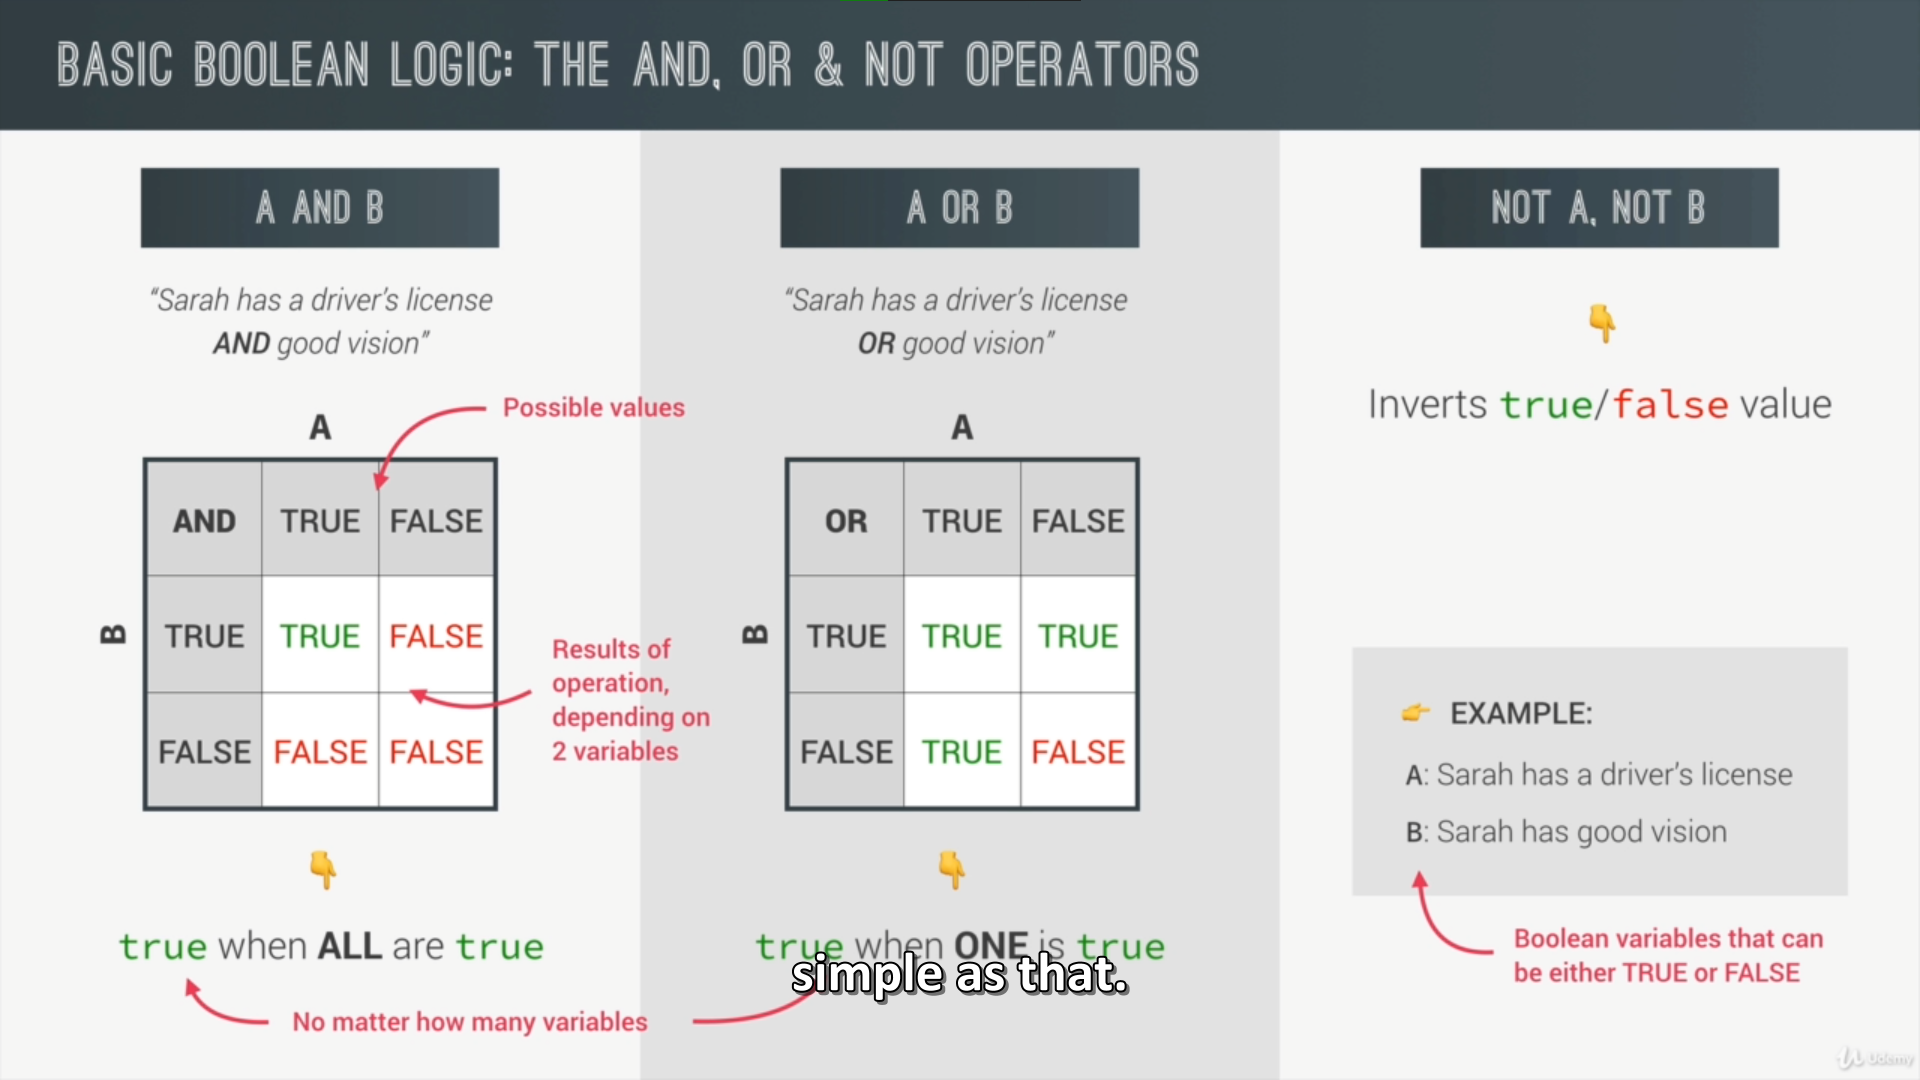 BASIC BOOLEAN LOGIC: THE AND, OR & NOT OPERATORS
A AND B
“Sarah has a driver’s license
AND good vision”
Possible values
A
AND TRUE FALSE
B
TRUE TRUE FALSE
FALSE FALSE FALSE
Results of
operation,
depending on
2 variables
true when ALL are true
No matter how many variables
A OR B
“Sarah has a driver’s license
OR good vision”
A
OR TRUE FALSE
B
TRUE TRUE TRUE
FALSE TRUE FALSE
true when ONE is true
simple as that.
NOT A, NOT B
Inverts true/false value
EXAMPLE:
A: Sarah has a driver’s license
B: Sarah has good vision
Boolean variables that can
be either TRUE or FALSE
Udemy